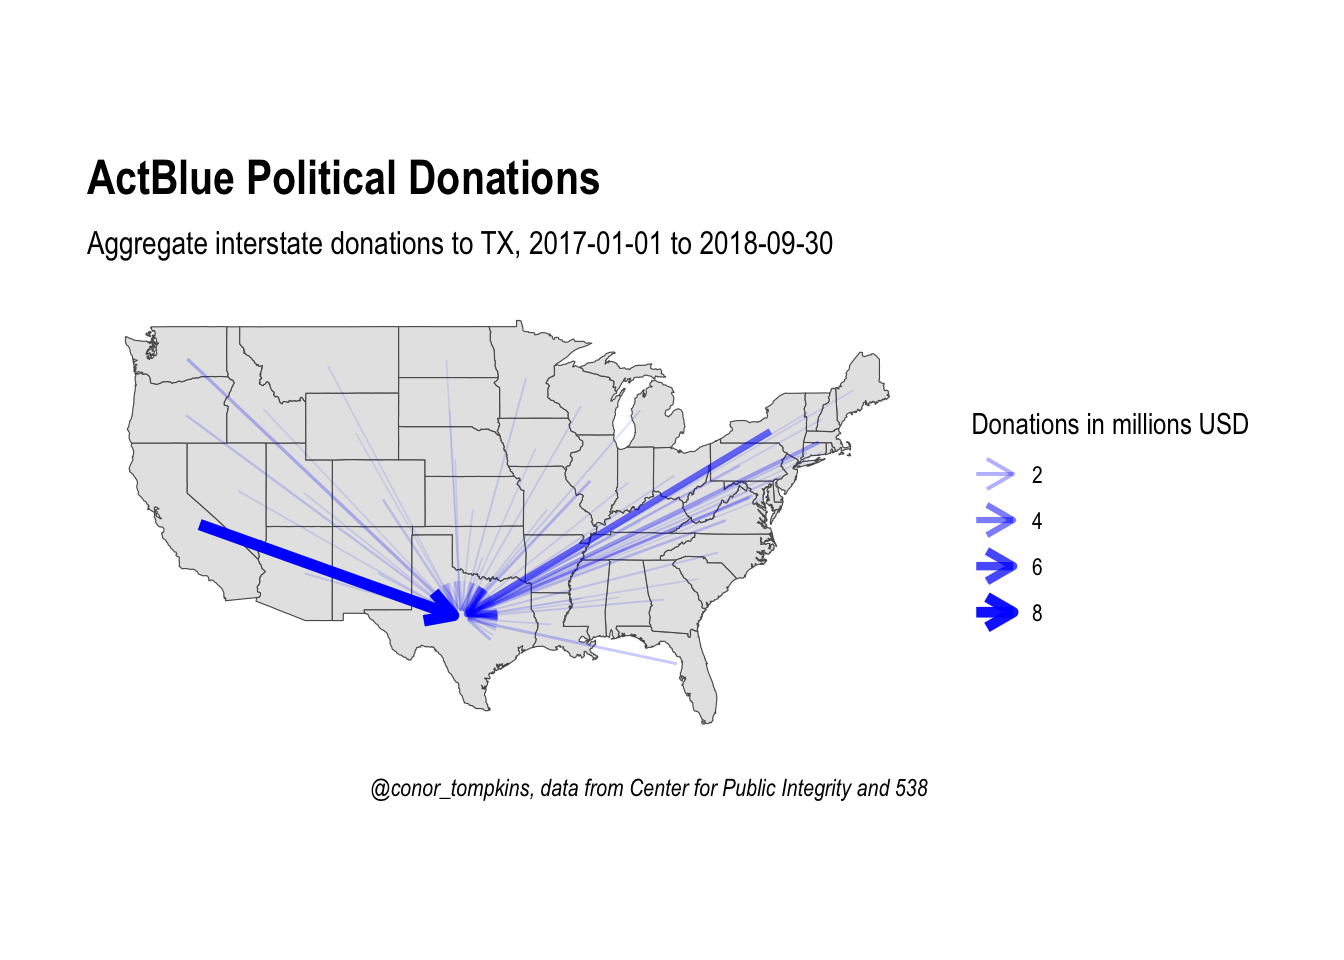 ActBlue Political Donations
Aggregate interstate donations to TX, 2017-01-01 to 2018-09-30
Donations in millions USD
2
4
6
8
@conor_tompkins, data from Center for Public Integrity and 538